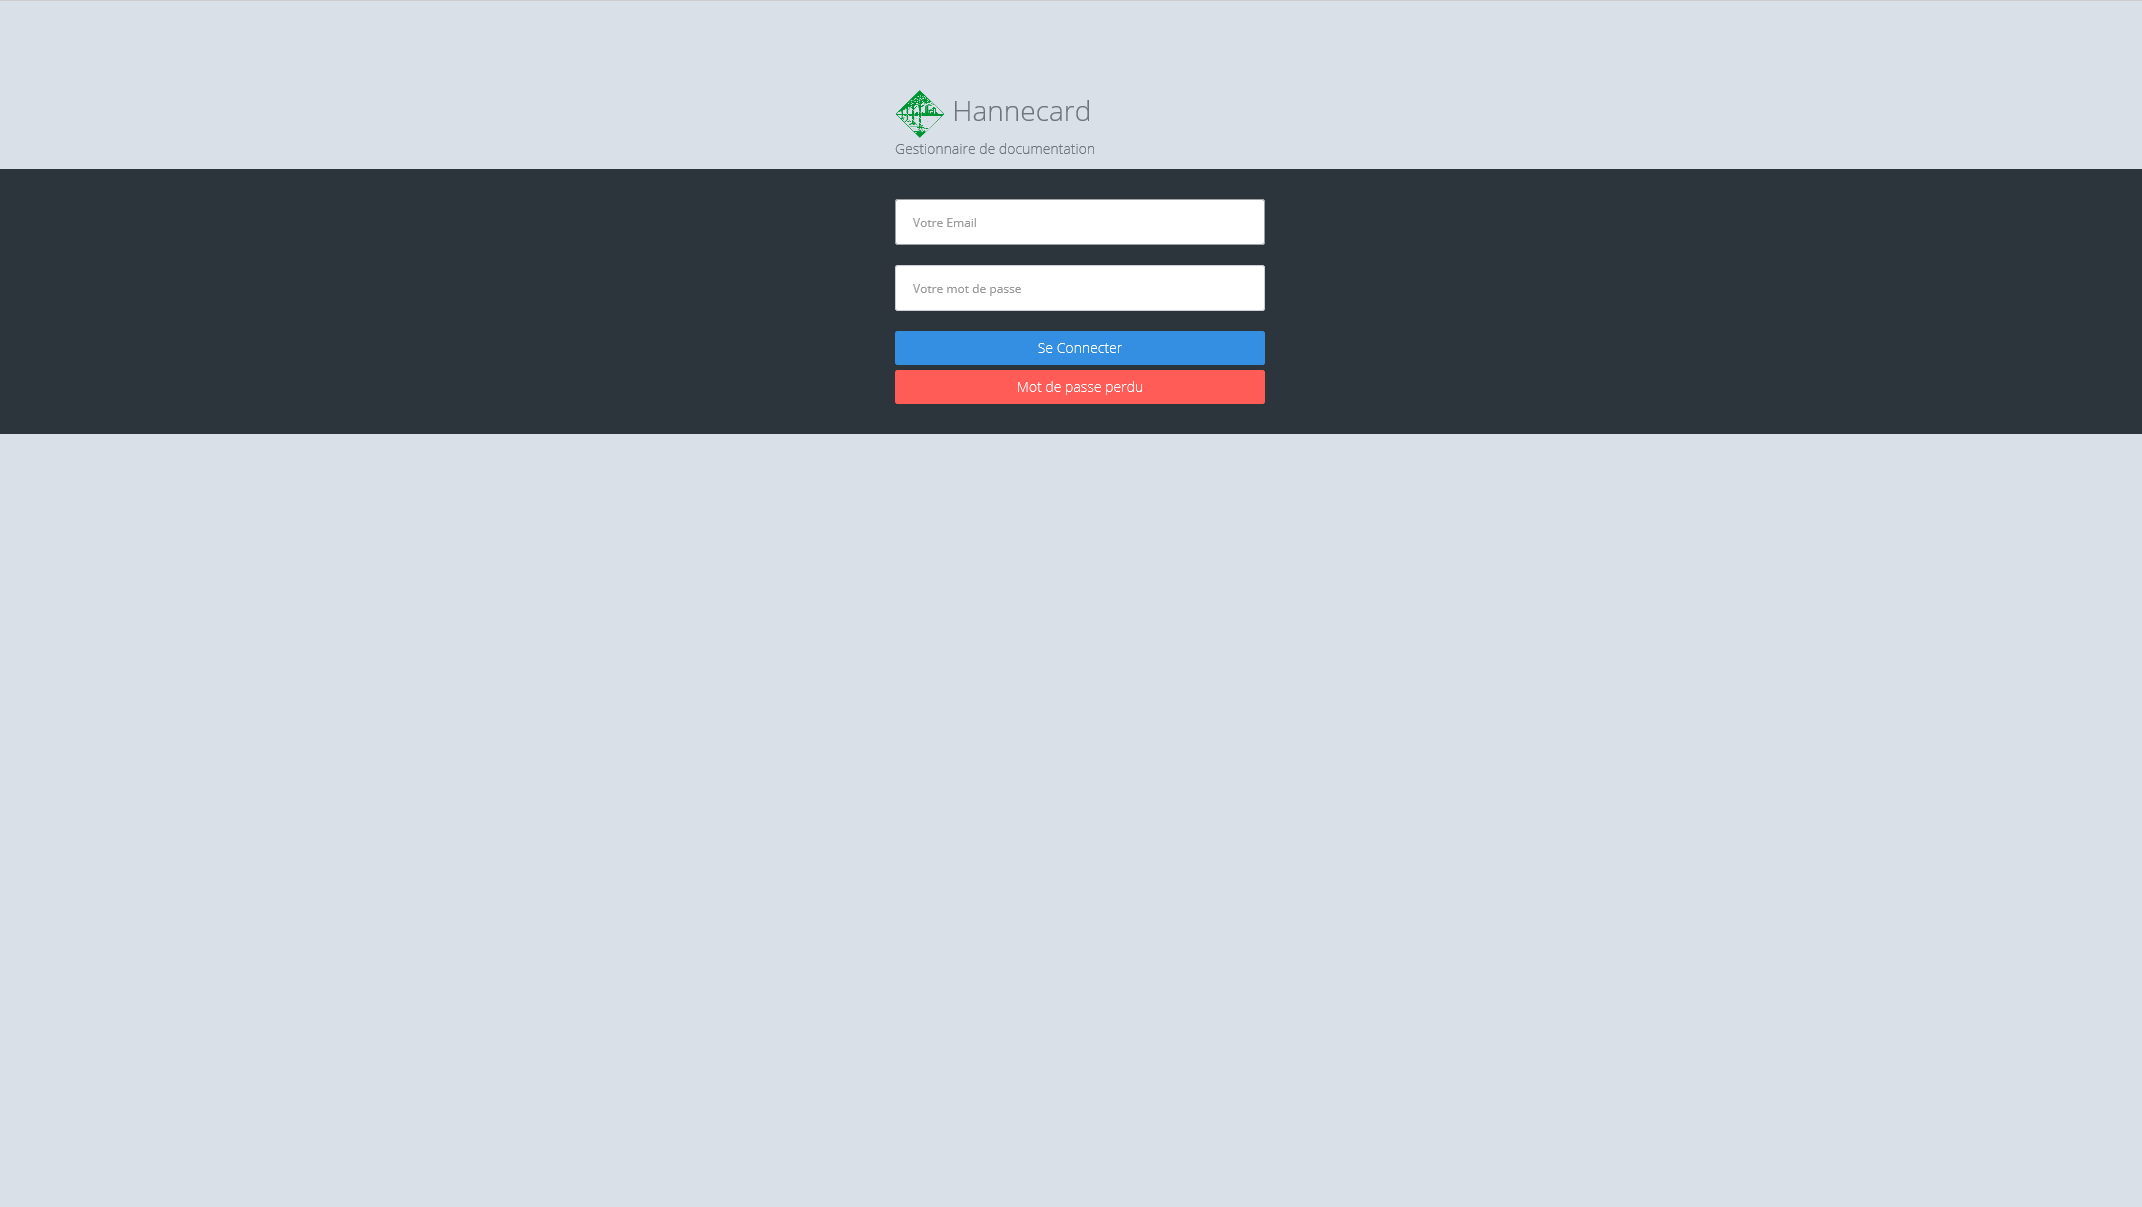 Hannecard
Gestionnaire de documentation
Votre Email
Votre mot de passe
Se Connecter
Mot de passe perdu